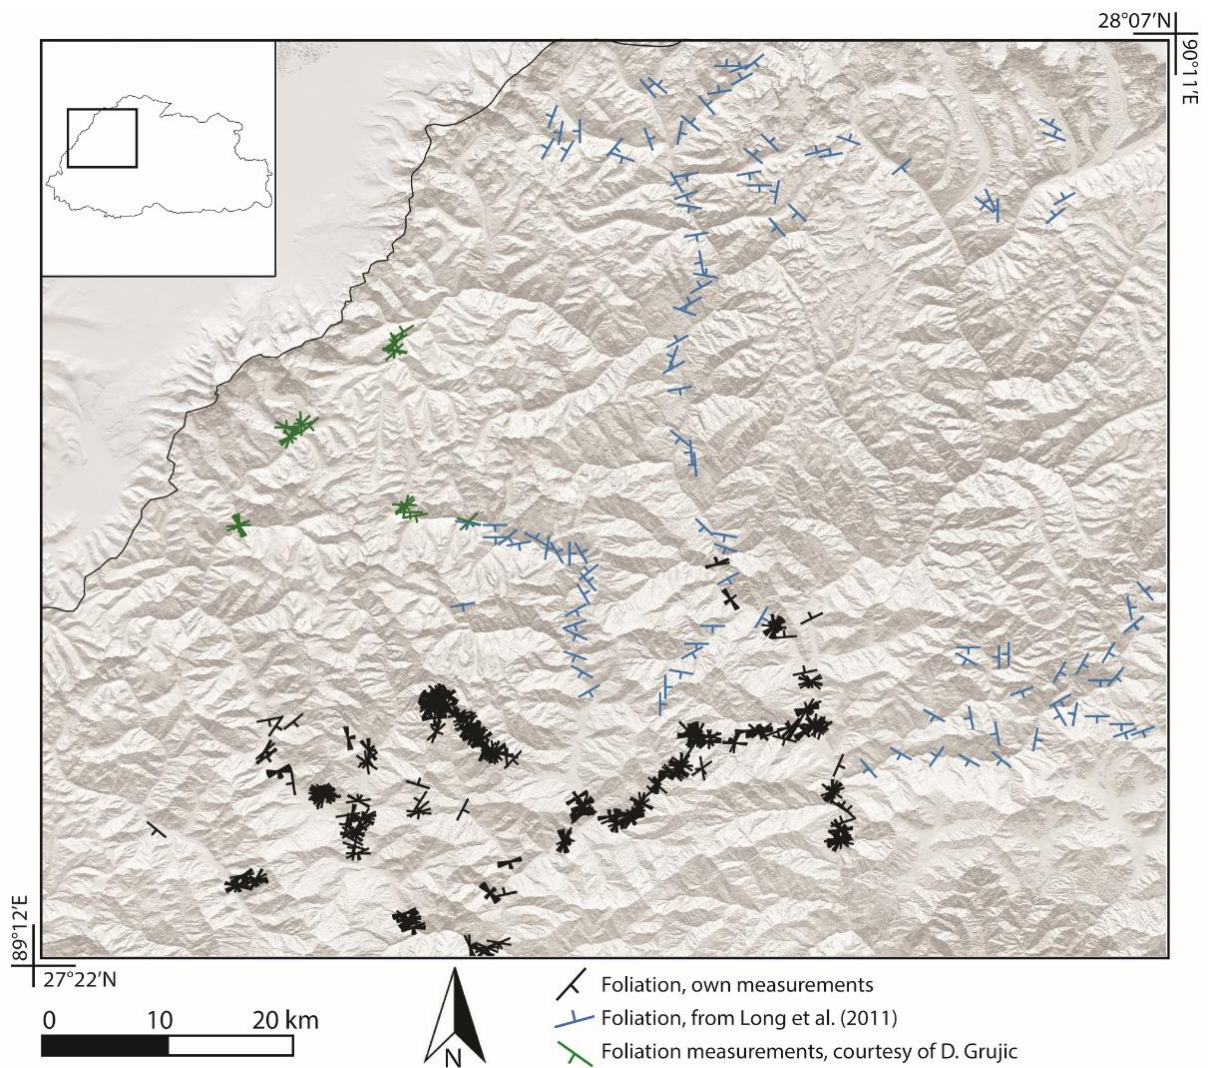 28°07’N
90°11’E
89°12’E
27°22’N
0 10 20 km
N
Foliation, own measurements
Foliation, from Long et al. (2011)
Foliation measurements, courtesy of D. Grujic